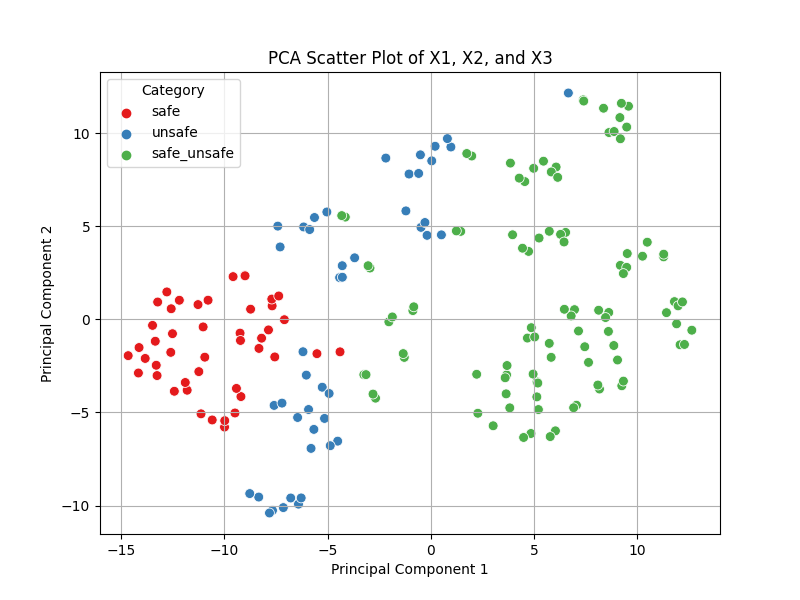 PCA Scatter Plot of X1, X2, and X3
Category
safe
unsafe
safe_unsafe
10
5
0
−5
−10
Principal Component 2
−15
−10
−5
0
5
10
Principal Component 1